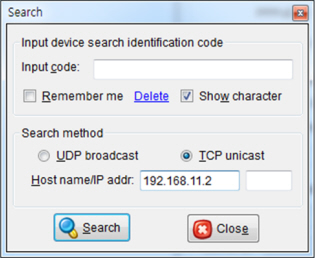 Search
Input device search identification code
Input code:
Remember me Delete Show character
Search method
UDP broadcast TCP unicast
Host name/IP addr: 192.168.11.2
Search Close